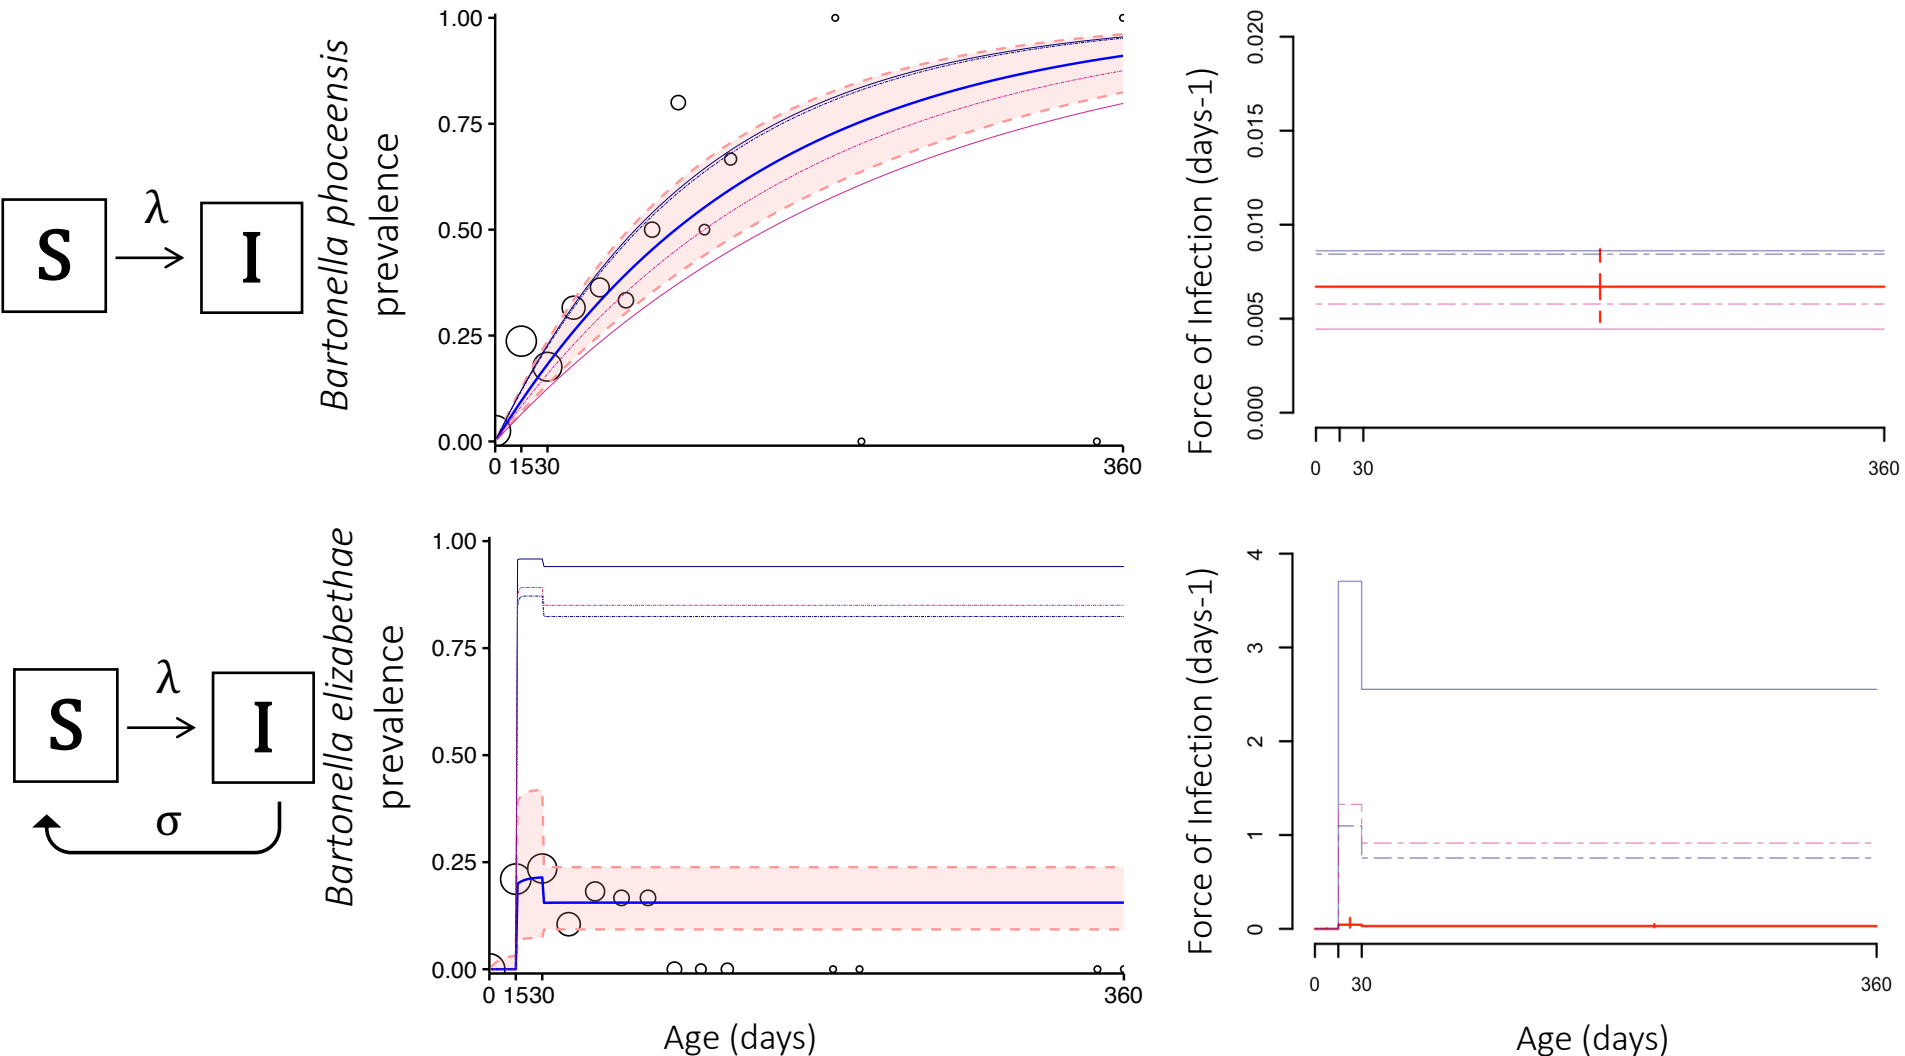 S
λ
I
Bartonella phoceensis
prevalence
1.00
0.75
0.50
0.25
0.00
0 1530 360
Force of Infection (days-1)
0.020
0.015
0.010
0.005
0.000
0 30 360
S
λ
I
σ
Bartonella elizabethae
prevalence
1.00
0.75
0.50
0.25
0.00
0 1530 360
Age (days)
Force of Infection (days-1)
4
3
2
1
0
0 30 360
Age (days)